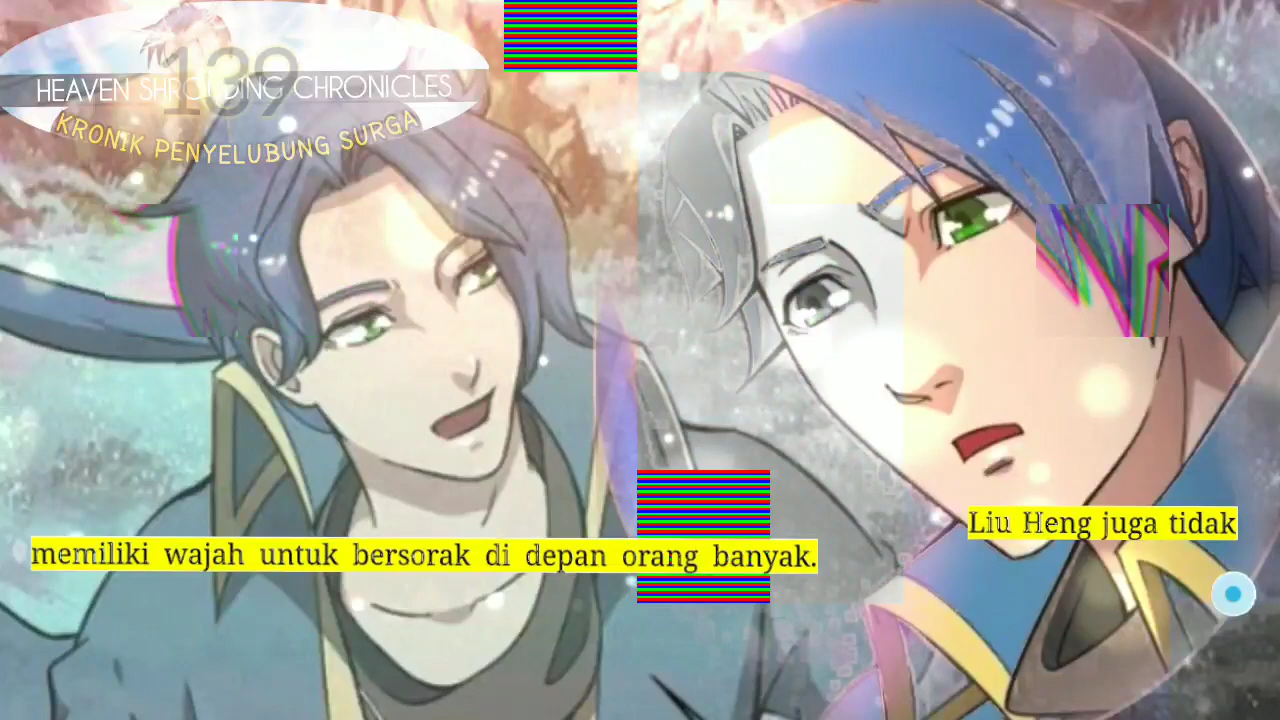 139
HEAVEN SHROUDING CHRONICLES
KRONIK PENYELUBUNG SURGA
Liu Heng juga tidak
memiliki wajah untuk bersorak di depan orang banyak.